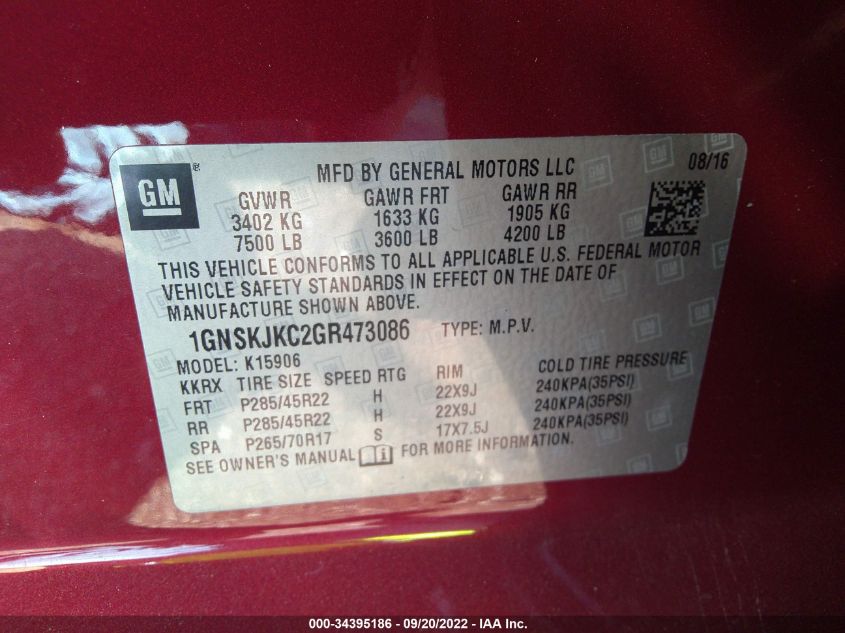 GM®
MFD BY GENERAL MOTORS LLC 08/16
GVWR GAWR FRT GAWR RR
3402 KG 1633 KG 1905 KG
7500 LB 3600 LB 4200 LB
THIS VEHICLE CONFORMS TO ALL APPLICABLE U.S. FEDERAL MOTOR
VEHICLE SAFETY STANDARDS IN EFFECT ON THE DATE OF
MANUFACTURE SHOWN ABOVE.
1GNSKJKC2GR473086 TYPE: M.P.V.
MODEL: K15906
KKRX TIRE SIZE SPEED RTG RIM COLD TIRE PRESSURE
FRT P285/45R22 H 22X9J 240KPA(35PSI)
RR P285/45R22 H 22X9J 240KPA(35PSI)
SPA P265/70R17 S 17X7.5J 240KPA(35PSI)
SEE OWNER'S MANUAL i FOR MORE INFORMATION.
000-34395186 - 09/20/2022 - IAA Inc.